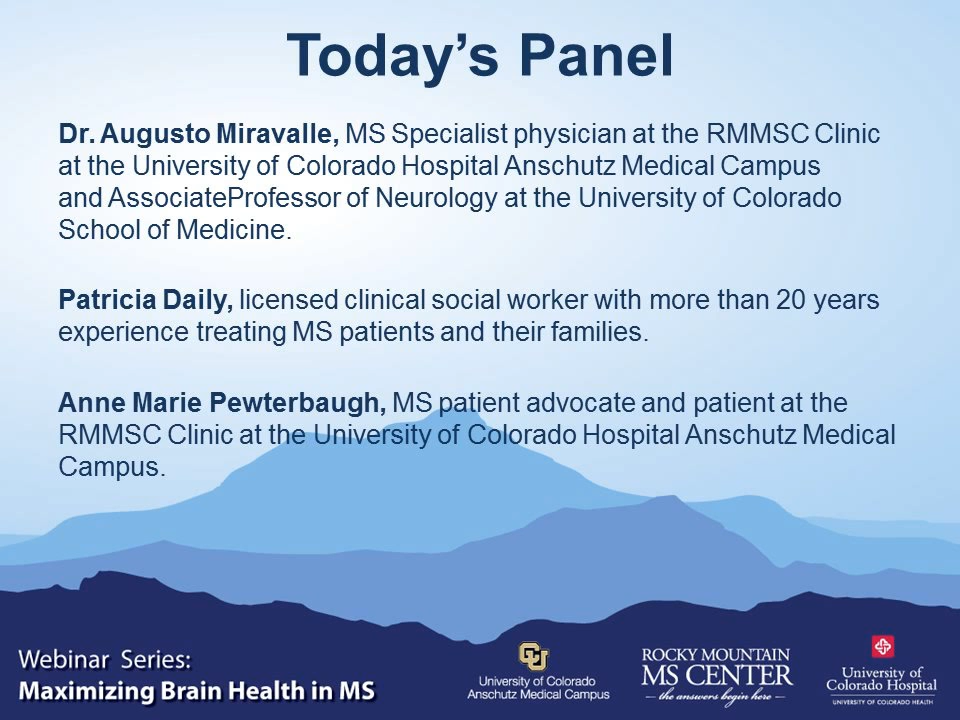 Today’s Panel
Dr. Augusto Miravalle, MS Specialist physician at the RMMSC Clinic
at the University of Colorado Hospital Anschutz Medical Campus
and AssociateProfessor of Neurology at the University of Colorado
School of Medicine.
Patricia Daily, licensed clinical social worker with more than 20 years
experience treating MS patients and their families.
Anne Marie Pewterbaugh, MS patient advocate and patient at the
RMMSC Clinic at the University of Colorado Hospital Anschutz Medical
Campus.
Webinar Series:
Maximizing Brain Health in MS
CU
University of Colorado
Anschutz Medical Campus
ROCKY MOUNTAIN
MS CENTER
the answers begin here
University of
Colorado Hospital
UNIVERSITY OF COLORADO HEALTH